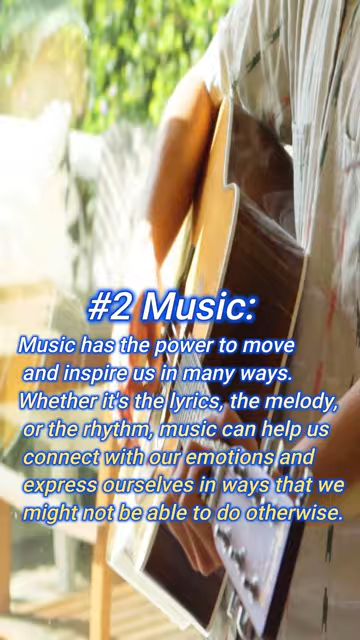 #2 Music:
Music has the power to move
and inspire us in many ways.
Whether it's the lyrics, the melody,
or the rhythm, music can help us
connect with our emotions and
express ourselves in ways that we
might not be able to do otherwise.